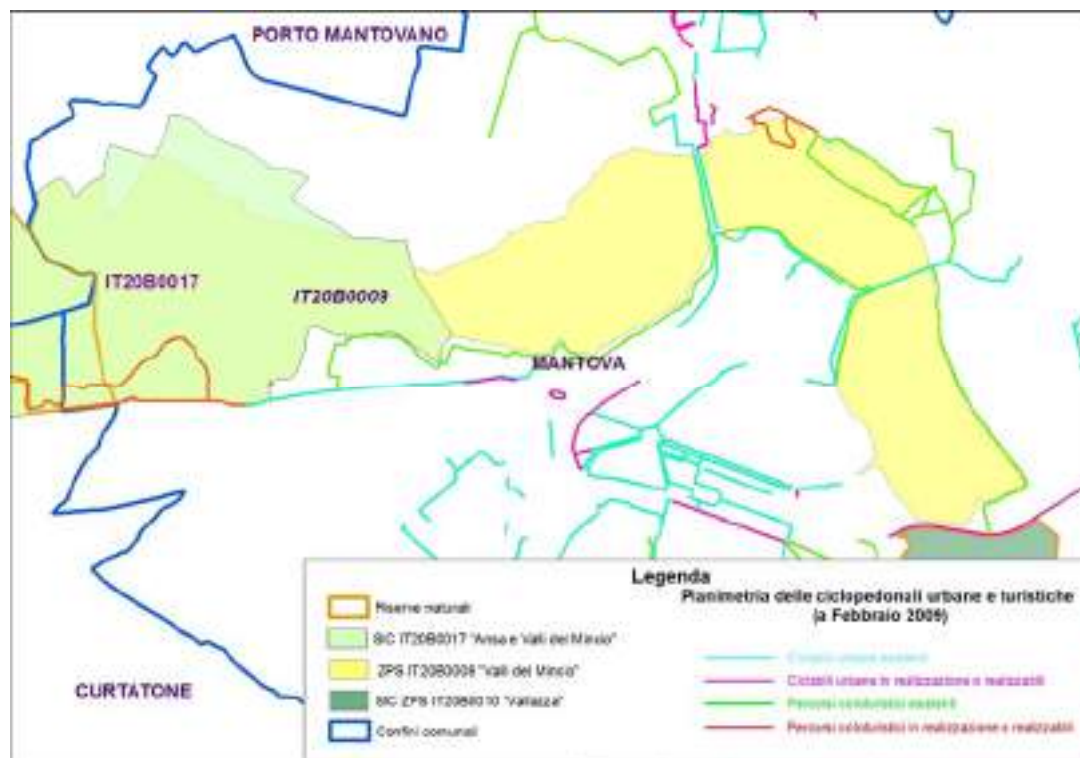 PORTO MANTOVANO
IT20B0017
IT20B0009
MANTOVA
CURTATONE
Legenda
Planimetria delle ciclopedonali urbane e turistiche
(a Febbraio 2009)
Riserve naturali
SIC IT20B0017 "Ansa e Valli del Mincio"
ZPS IT20B0009 "Valli del Mincio"
SIC ZPS IT20B0010 "Vallazza"
Confini comunali
Ciclabili urbane esistenti
Ciclabili urbane in realizzazione o realizzabili
Percorsi cicloturistici esistenti
Percorsi cicloturistici in realizzazione o realizzabili